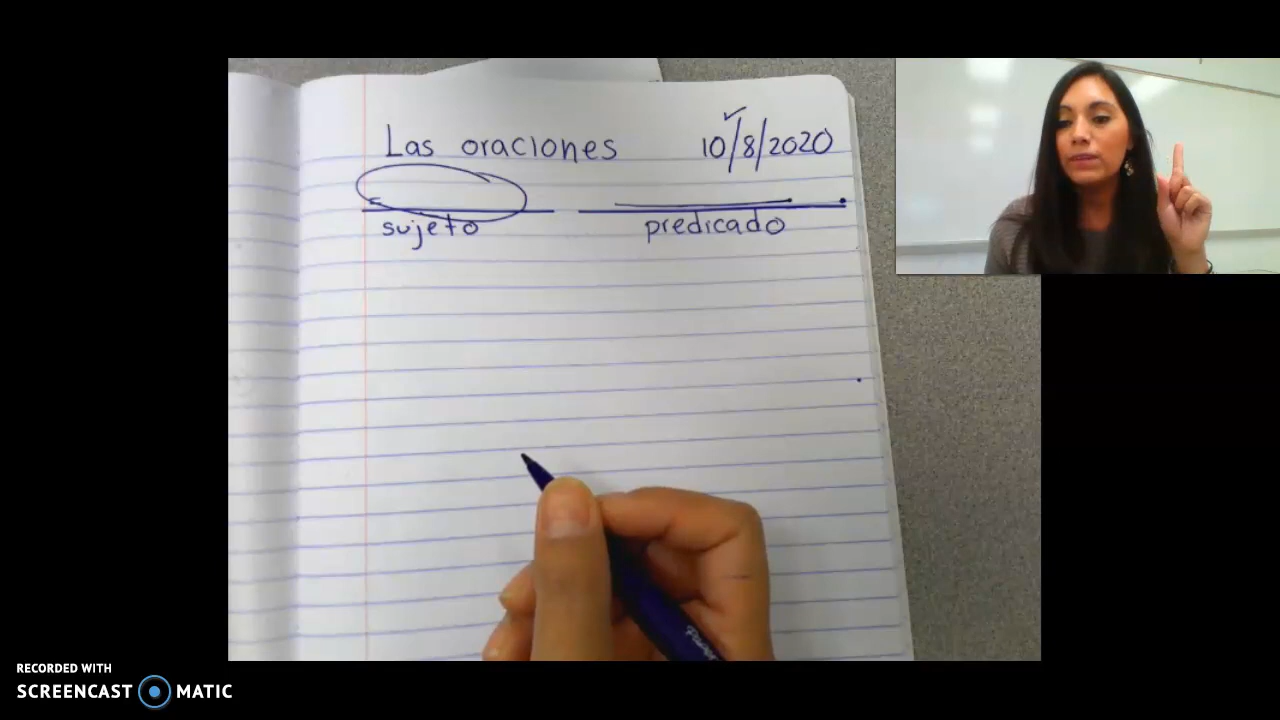 Las oraciones 10/8/2020
sujeto predicado .
RECORDED WITH
SCREENCAST MATIC